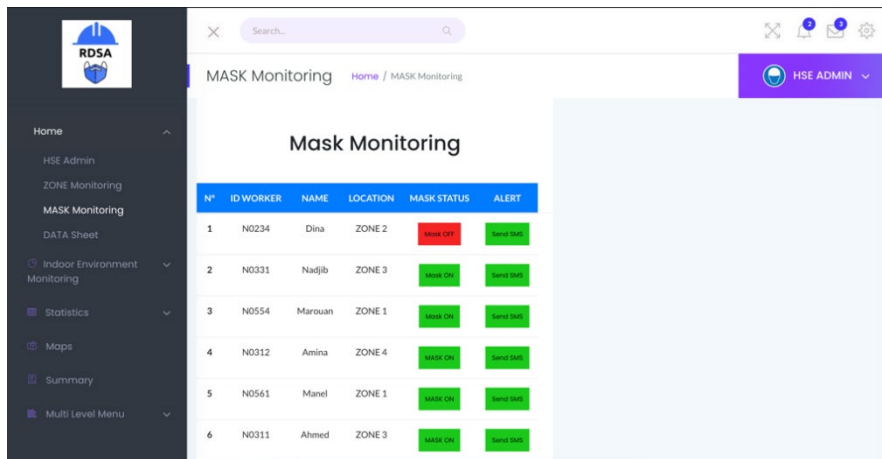 RDSA
Search...
2
3
MASK Monitoring
Home / MASK Monitoring
HSE ADMIN
Home
HSE Admin
ZONE Monitoring
MASK Monitoring
DATA Sheet
Indoor Environment
Monitoring
Statistics
Maps
Summary
Multi Level Menu
Mask Monitoring
N° ID WORKER NAME LOCATION MASK STATUS ALERT
1 N0234 Dina ZONE 2 Mask OFF Send SMS
2 N0331 Nadjib ZONE 3 Mask ON Send SMS
3 N0554 Marouan ZONE 1 Mask ON Send SMS
4 N0312 Amina ZONE 4 MASK ON Send SMS
5 N0561 Manel ZONE 1 MASK ON Send SMS
6 N0311 Ahmed ZONE 3 MASK ON Send SMS